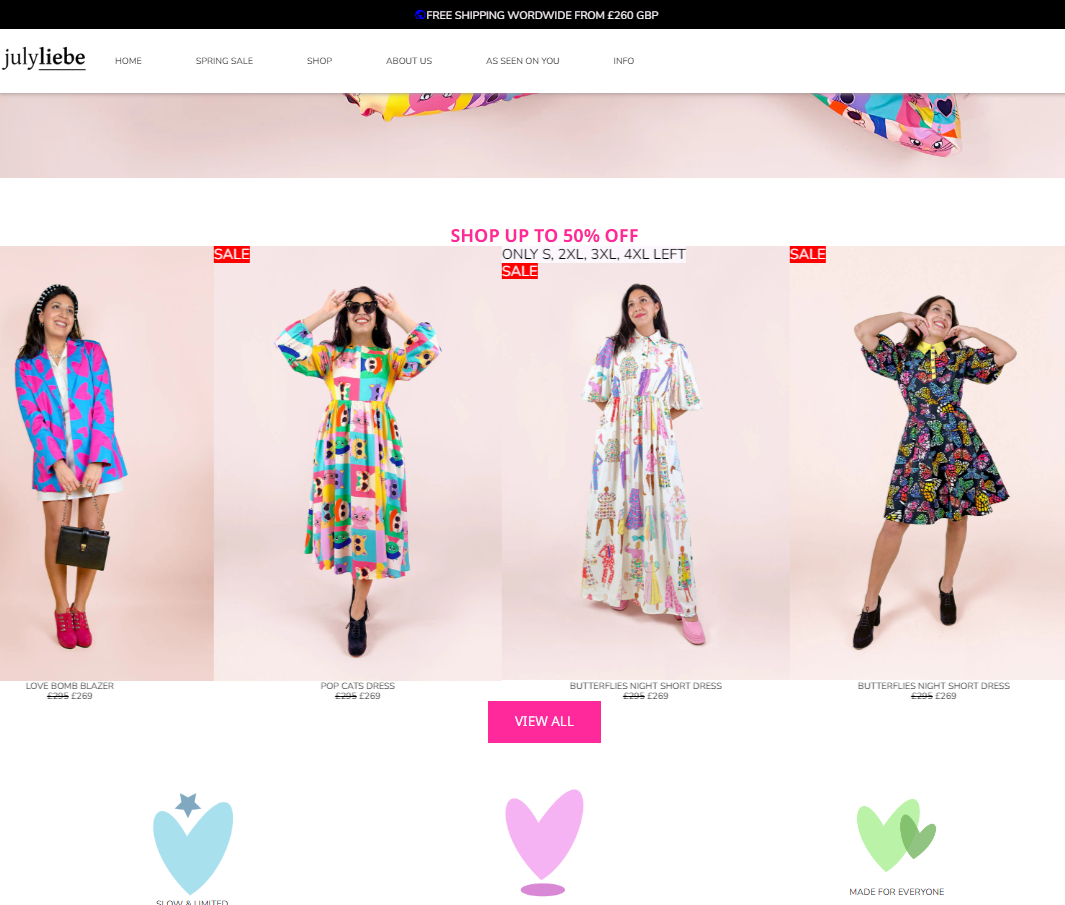 FREE SHIPPING WORDWIDE FROM £260 GBP
julyliebe
HOME
SPRING SALE
SHOP
ABOUT US
AS SEEN ON YOU
INFO
SHOP UP TO 50% OFF
SALE
ONLY S, 2XL, 3XL, 4XL LEFT
SALE
SALE
LOVE BOMB BLAZER
£295 £269
POP CATS DRESS
£295 £269
BUTTERFLIES NIGHT SHORT DRESS
£295 £269
BUTTERFLIES NIGHT SHORT DRESS
£295 £269
VIEW ALL
SLOW & LIMITED
MADE FOR EVERYONE